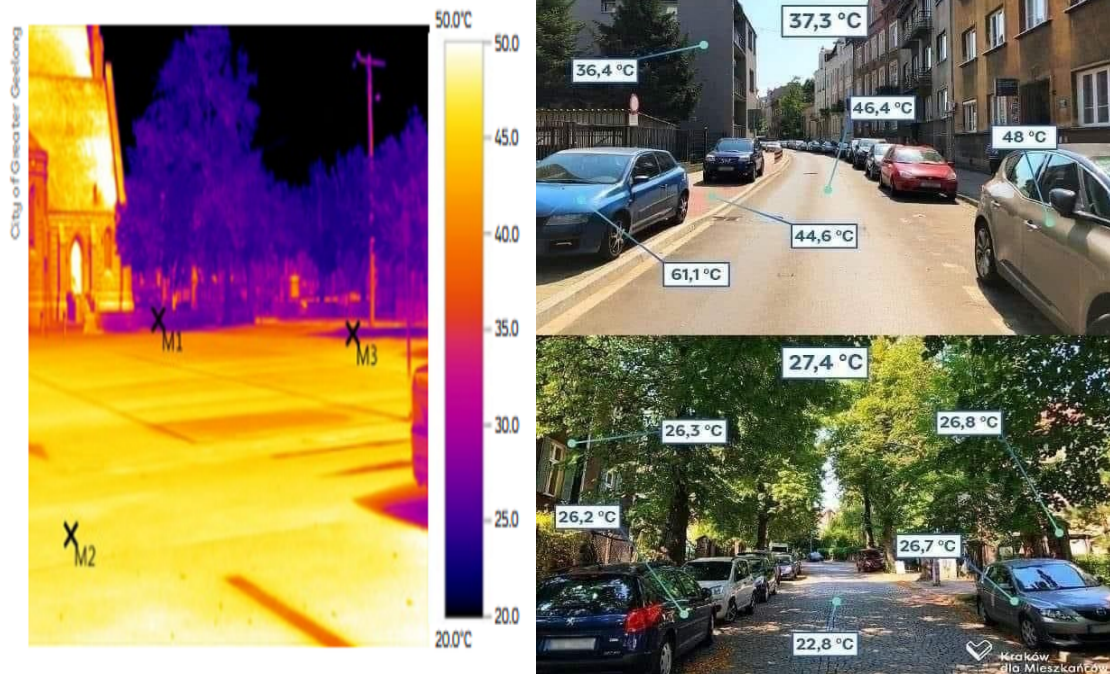 City of Greater Geelong
50.0℃
50.0
45.0
40.0
35.0
30.0
25.0
20.0
20.0℃
M1
M3
M2
37,3 °C
36,4 °C
46,4 °C
48 °C
44,6 °C
61,1 °C
27,4 °C
26,3 °C
26,8 °C
26,2 °C
26,7 °C
22,8 °C
Kraków
dla Mieszkańców